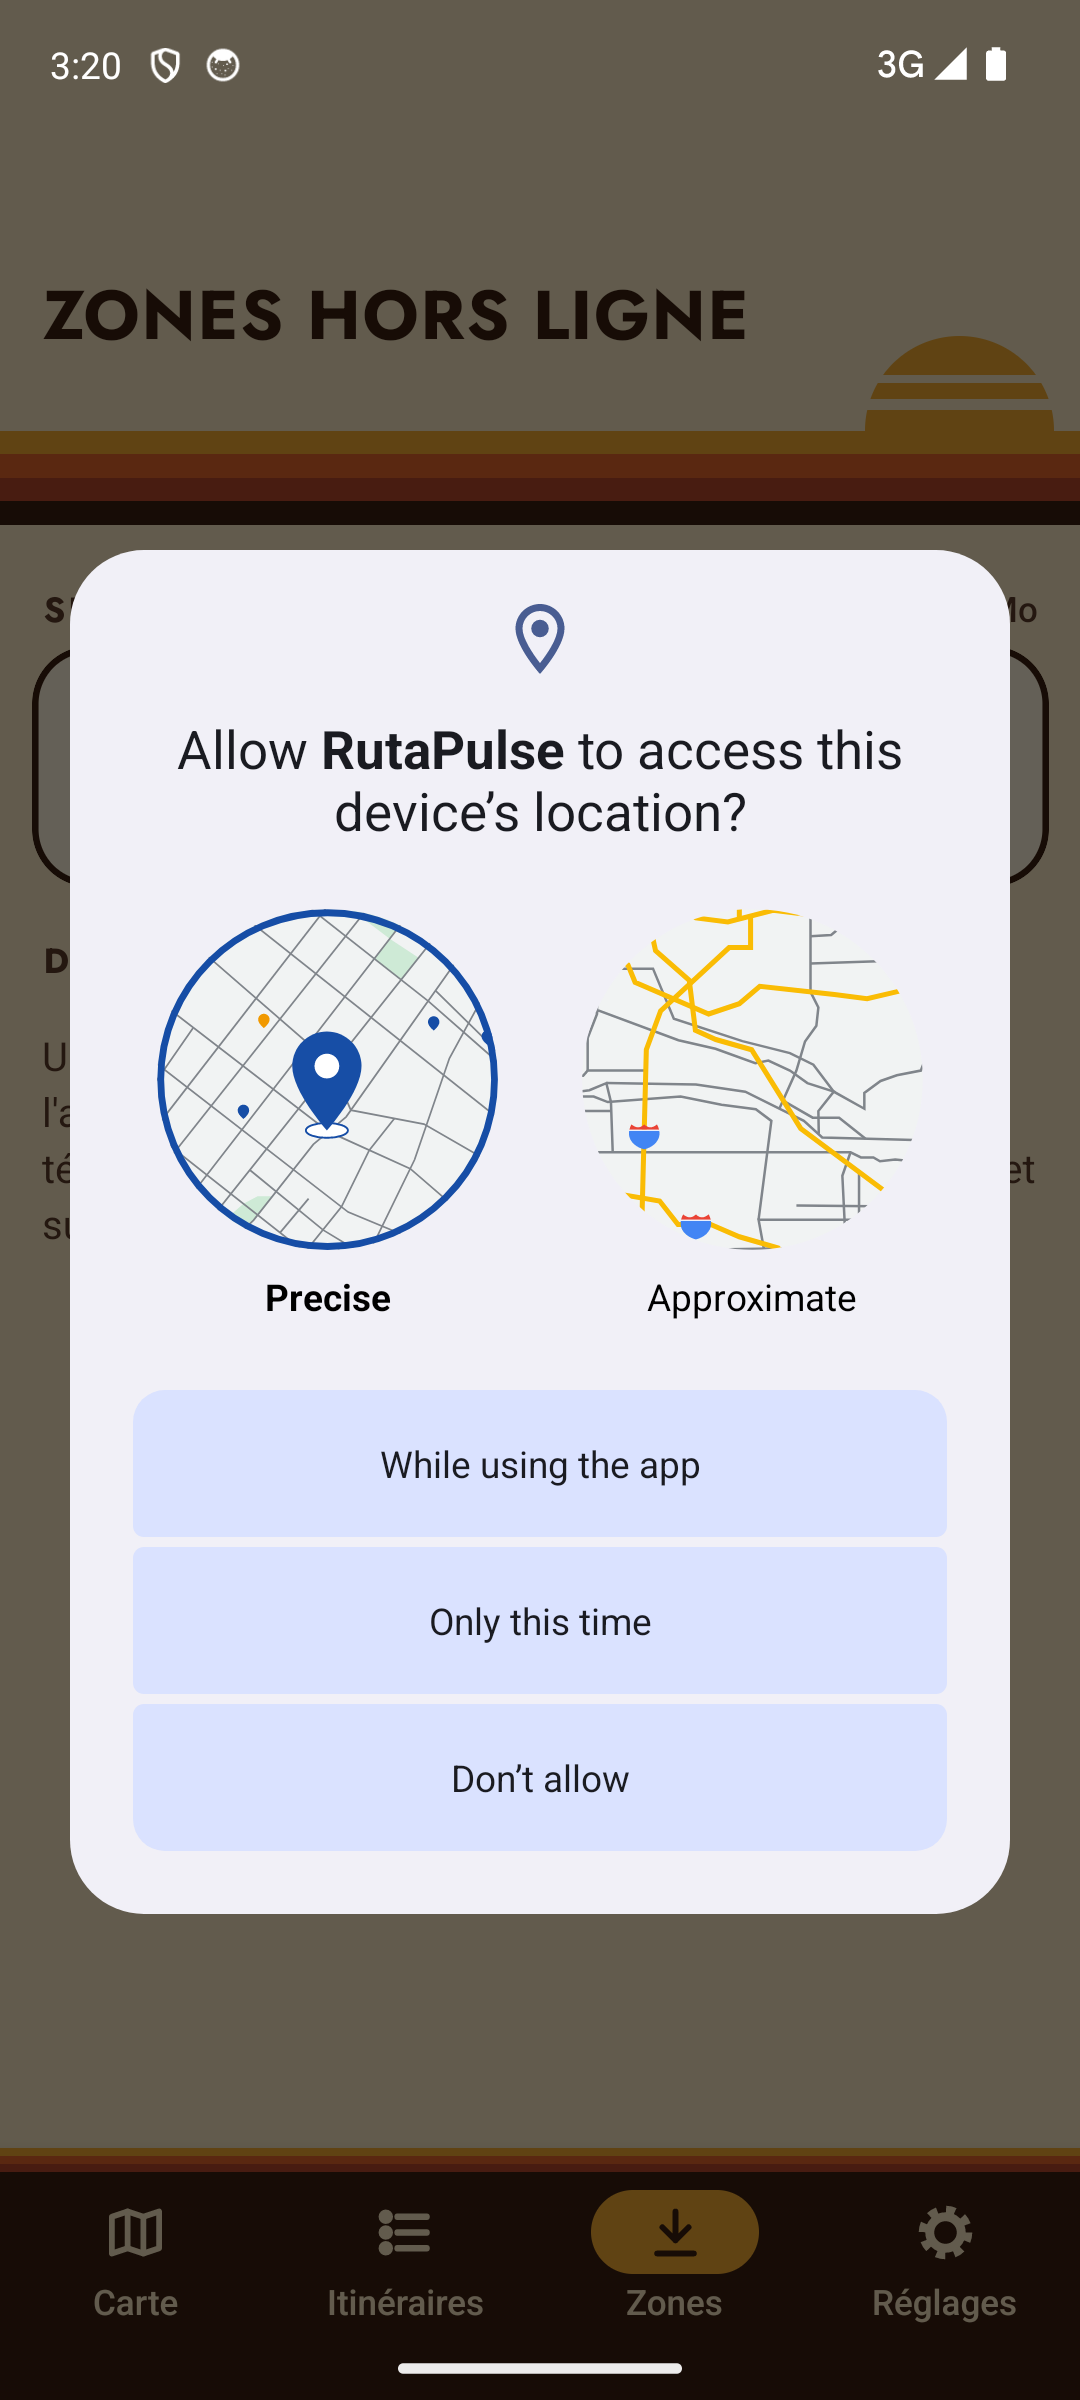 3:20
3G
ZONES HORS LIGNE
Allow RutaPulse to access this
device’s location?
Precise
Approximate
While using the app
Only this time
Don’t allow
Carte
Itinéraires
Zones
Réglages